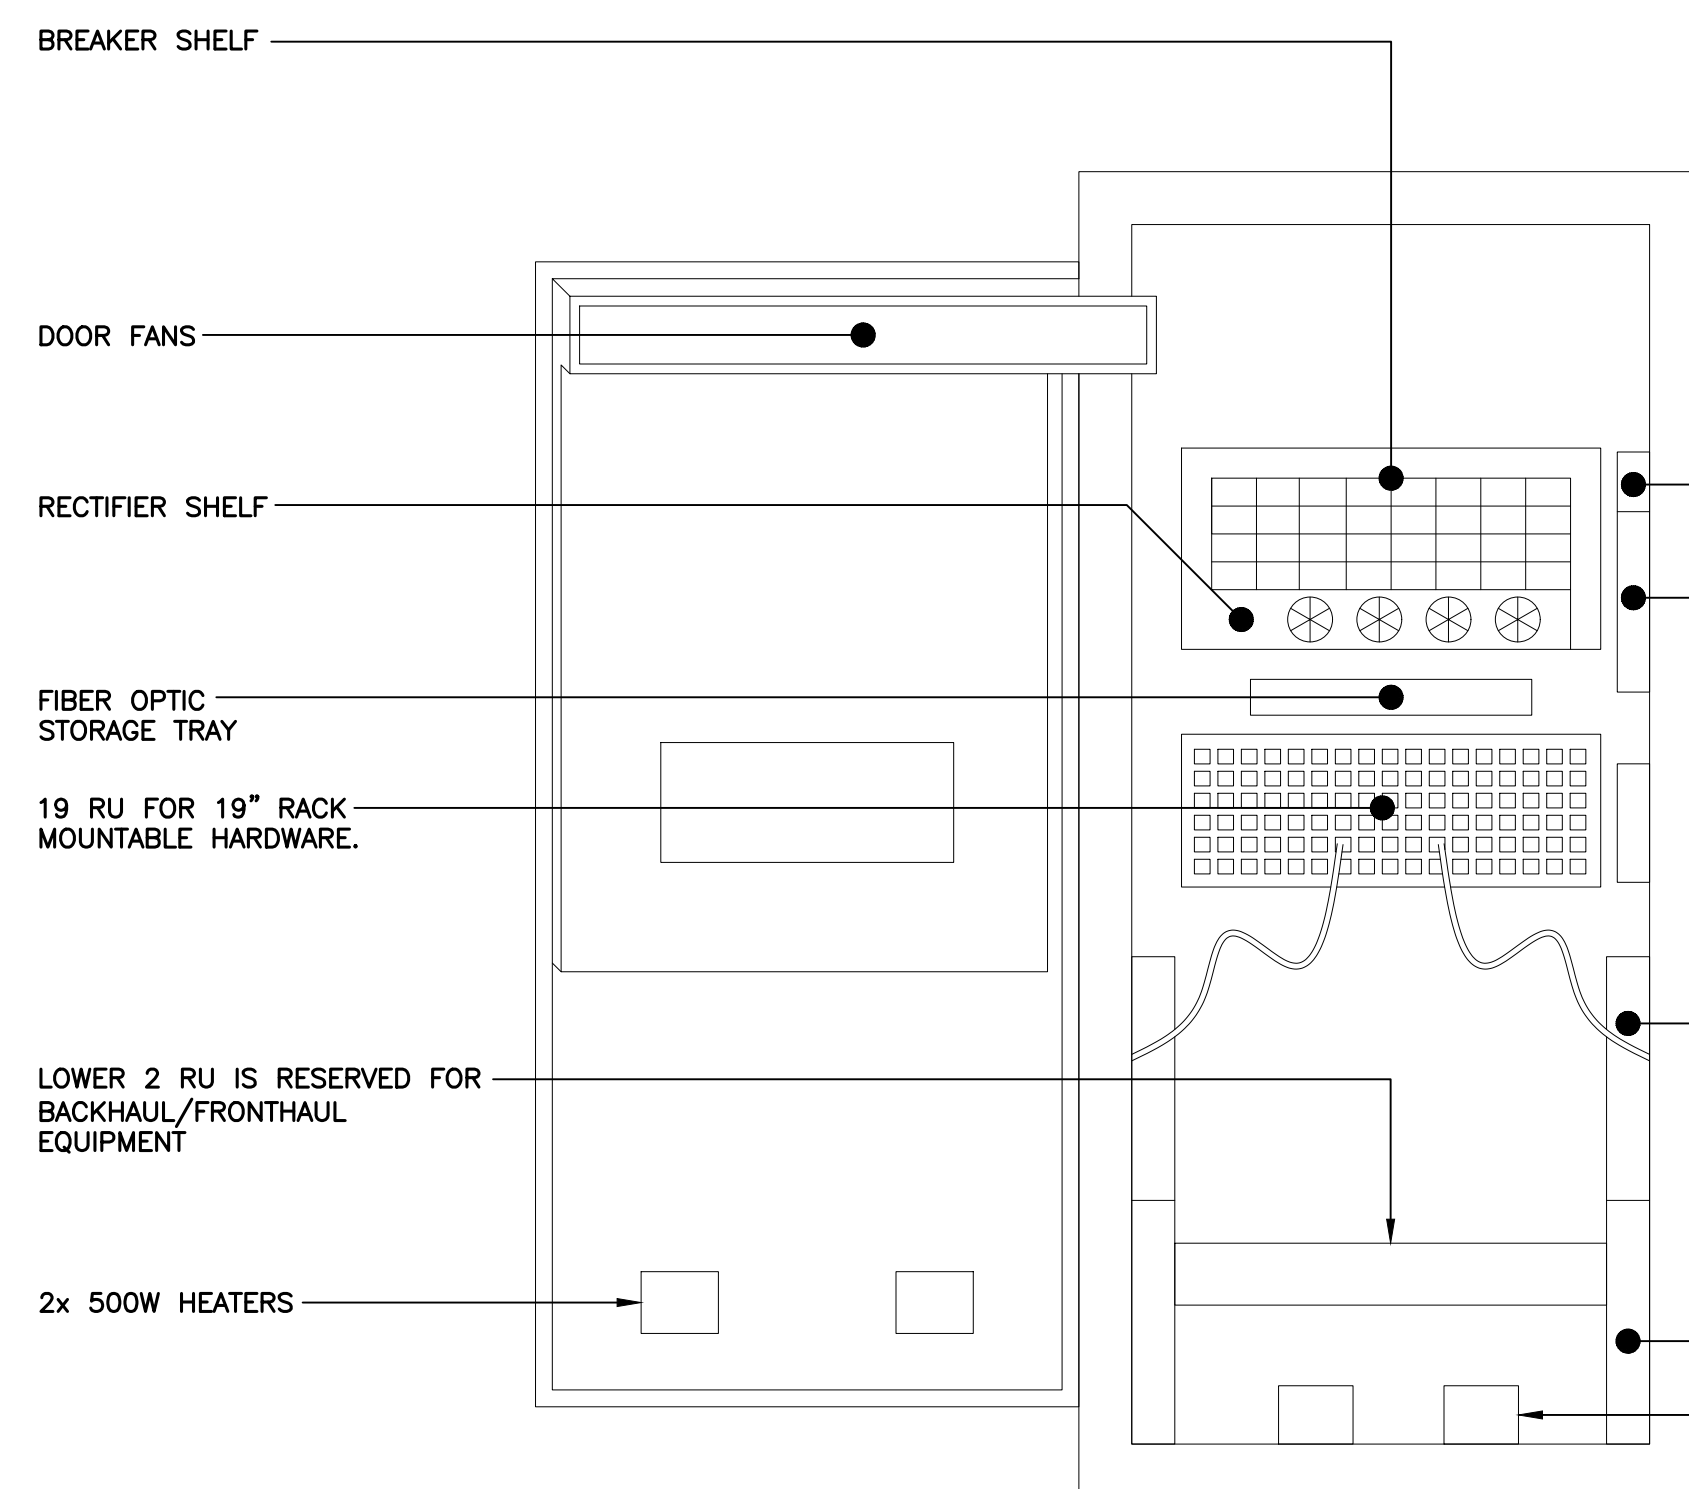 BREAKER SHELF
DOOR FANS
RECTIFIER SHELF
FIBER OPTIC
STORAGE TRAY
19 RU FOR 19" RACK
MOUNTABLE HARDWARE.
LOWER 2 RU IS RESERVED FOR
BACKHAUL/FRONTHAUL
EQUIPMENT
2x 500W HEATERS